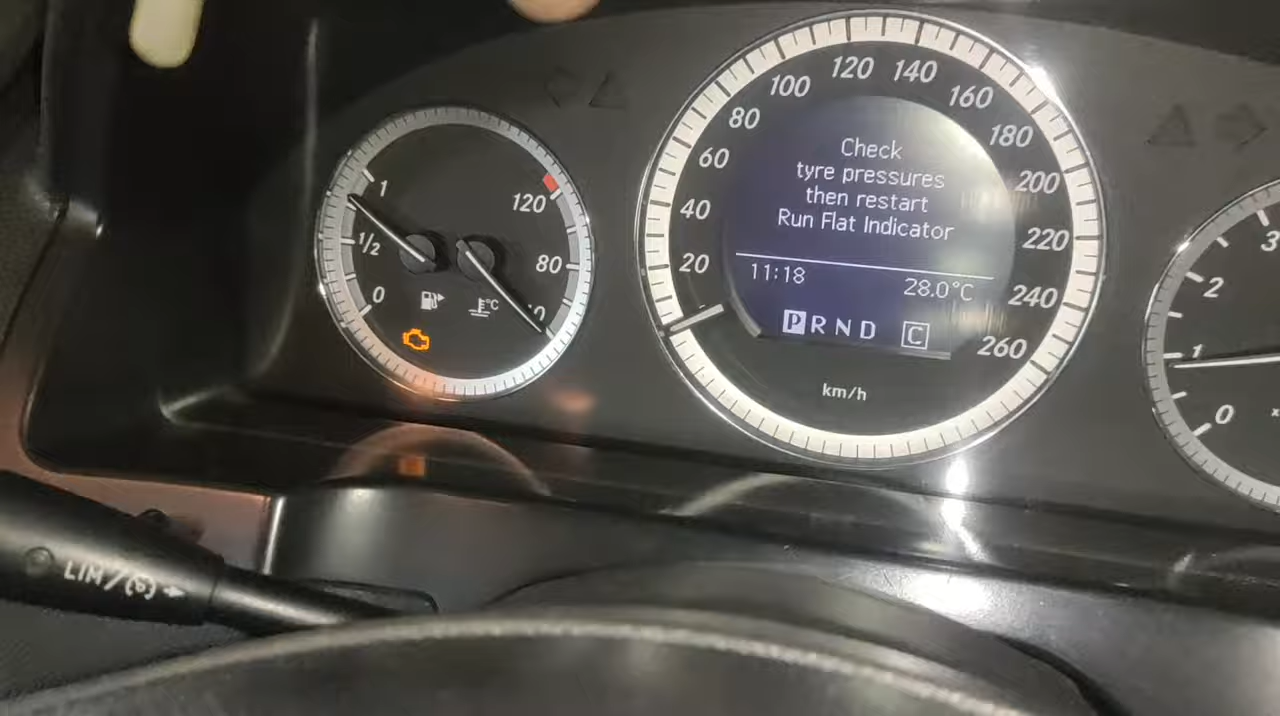 1
1/2
0
120
80
°C
20
40
60
80
100
120
140
160
180
200
220
240
260
Check
tyre pressures
then restart
Run Flat Indicator
11:18
28.0°C
P R N D
C
km/h
3
2
1
0
LIM/